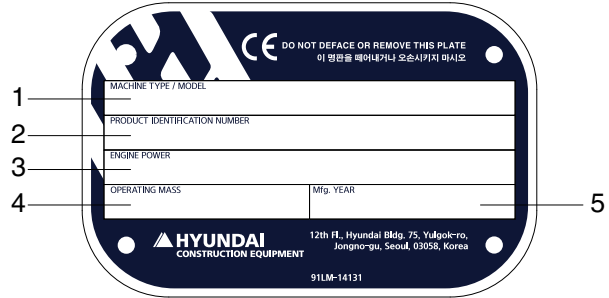 CE DO NOT DEFACE OR REMOVE THIS PLATE
이 명판을 떼어내거나 오손시키지 마시오
MACHINE TYPE / MODEL
1
PRODUCT IDENTIFICATION NUMBER
2
ENGINE POWER
3
OPERATING MASS
Mfg. YEAR
4
5
HYUNDAI
CONSTRUCTION EQUIPMENT
12th Fl., Hyundai Bldg. 75, Yulgok-ro,
Jongno-gu, Seoul, 03058, Korea
91LM-14131